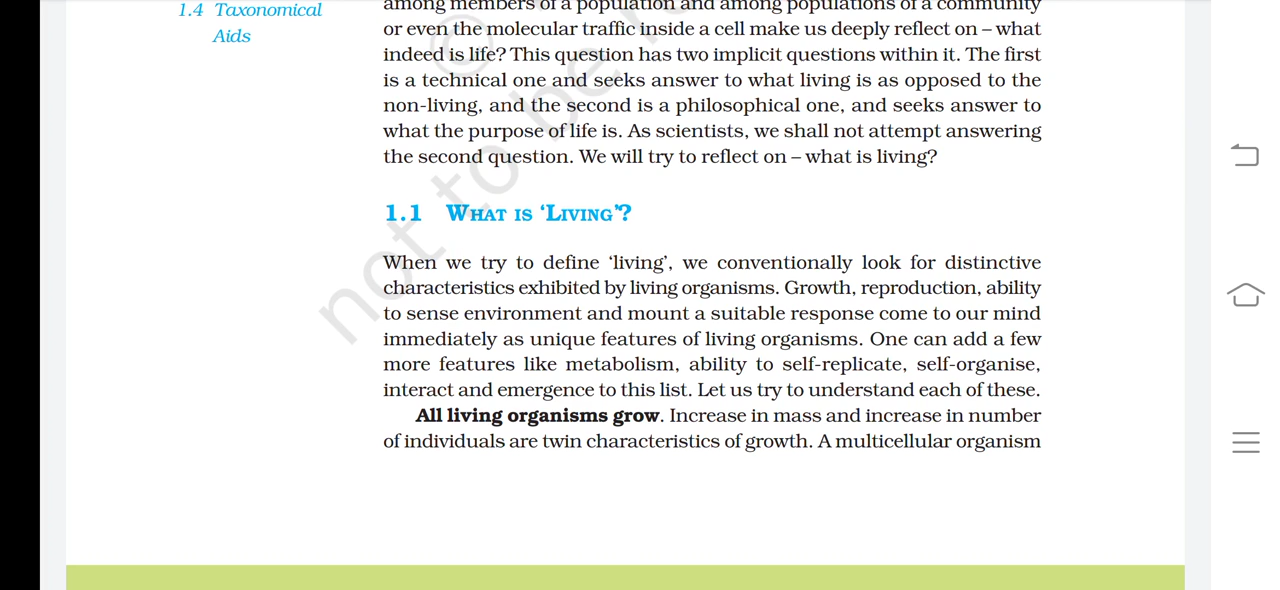 1.4 Taxonomical
Aids
among members of a population and among populations of a community
or even the molecular traffic inside a cell make us deeply reflect on – what
indeed is life? This question has two implicit questions within it. The first
is a technical one and seeks answer to what living is as opposed to the
non-living, and the second is a philosophical one, and seeks answer to
what the purpose of life is. As scientists, we shall not attempt answering
the second question. We will try to reflect on – what is living?
1.1 What is ‘Living’?
When we try to define ‘living’, we conventionally look for distinctive
characteristics exhibited by living organisms. Growth, reproduction, ability
to sense environment and mount a suitable response come to our mind
immediately as unique features of living organisms. One can add a few
more features like metabolism, ability to self-replicate, self-organise,
interact and emergence to this list. Let us try to understand each of these.
All living organisms grow. Increase in mass and increase in number
of individuals are twin characteristics of growth. A multicellular organism
©
not to be